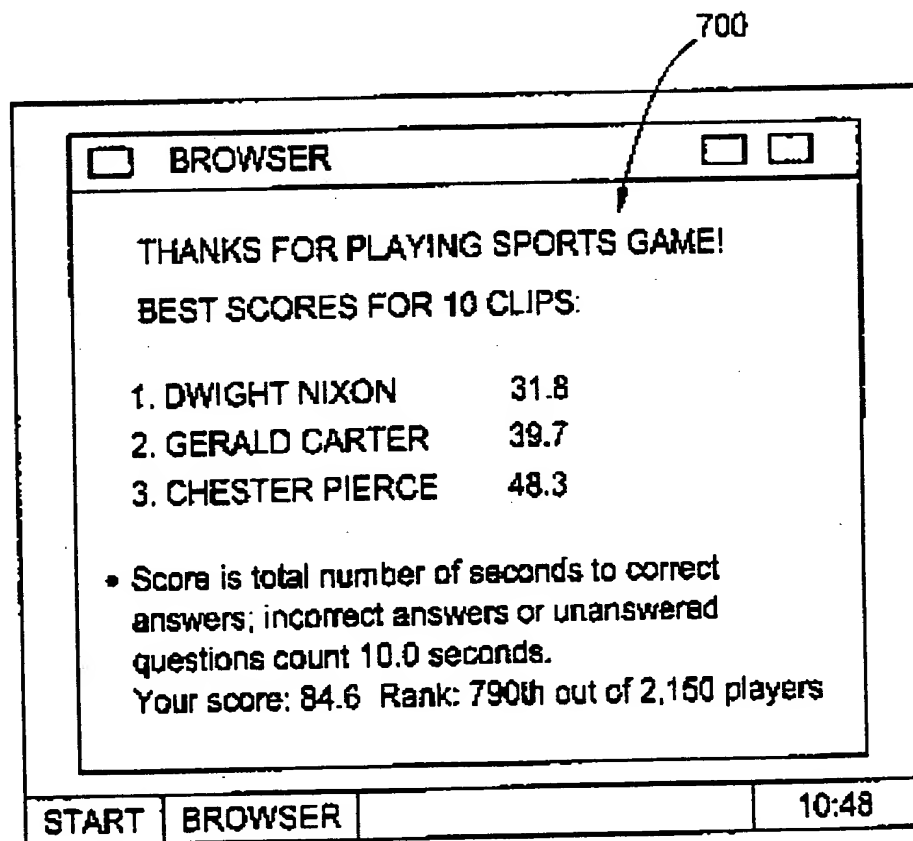 700
BROWSER
THANKS FOR PLAYING SPORTS GAME!
BEST SCORES FOR 10 CLIPS:
1. DWIGHT NIXON 31.8
2. GERALD CARTER 39.7
3. CHESTER PIERCE 48.3
• Score is total number of seconds to correct
answers; incorrect answers or unanswered
questions count 10.0 seconds.
Your score: 84.6 Rank: 790th out of 2,150 players
START BROWSER 10:48